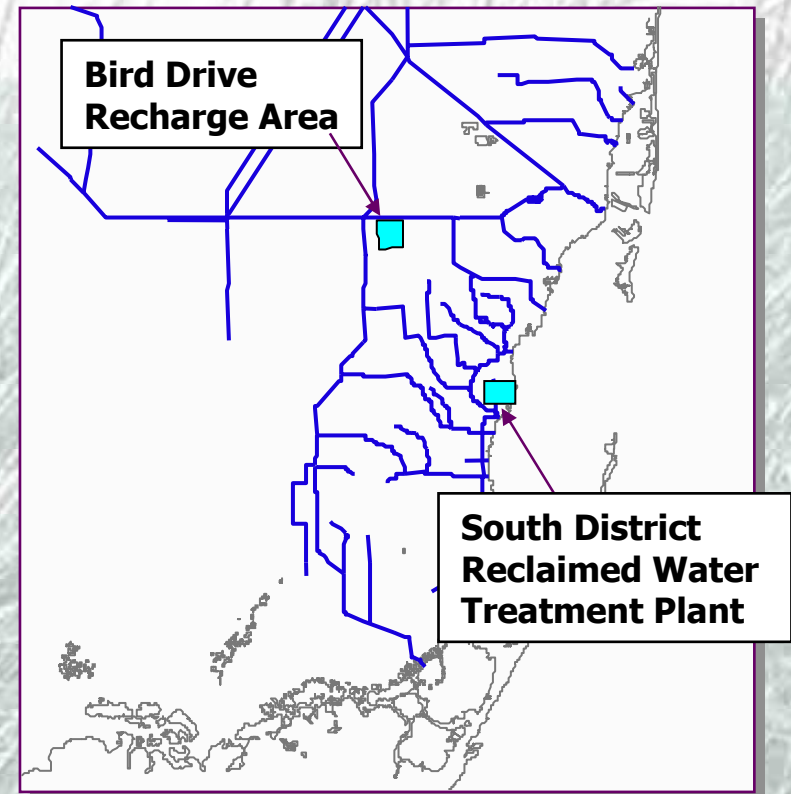 Bird Drive
Recharge Area
South District
Reclaimed Water
Treatment Plant